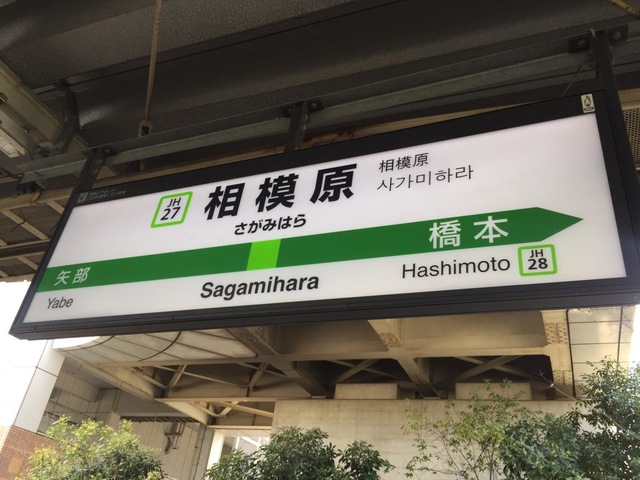 JH
27
相模原
相模原
사가미하라
さがみはら
矢部
橋本
Yabe
Sagamihara
Hashimoto
JH
28